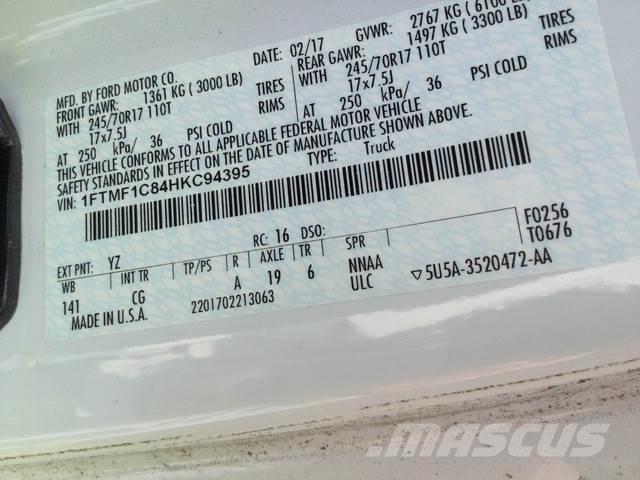 MFD. BY FORD MOTOR CO.
DATE: 02/17 GVWR: 2767 KG ( 6100
FRONT GAWR: 1361 KG ( 3000 LB) REAR GAWR: 1497 KG ( 3300 LB)
WITH 245/70R17 110T TIRES WITH 245/70R17 110T TIRES
17x7.5J RIMS 17x7.5J RIMS
AT 250 kPa/ 36 PSI COLD AT 250 kPa/ 36 PSI COLD
THIS VEHICLE CONFORMS TO ALL APPLICABLE FEDERAL MOTOR VEHICLE
SAFETY STANDARDS IN EFFECT ON THE DATE OF MANUFACTURE SHOWN ABOVE.
VIN: 1FTMF1C84HKC94395 TYPE: Truck
F0256
T0676
EXT PNT: YZ RC: 16 DSO:
WB INT TR TP/PS R AXLE TR SPR
141 CG A 19 6 NNAA
ULC
▽5U5A-3520472-AA
MADE IN U.S.A. 2201702213063
MASCUS